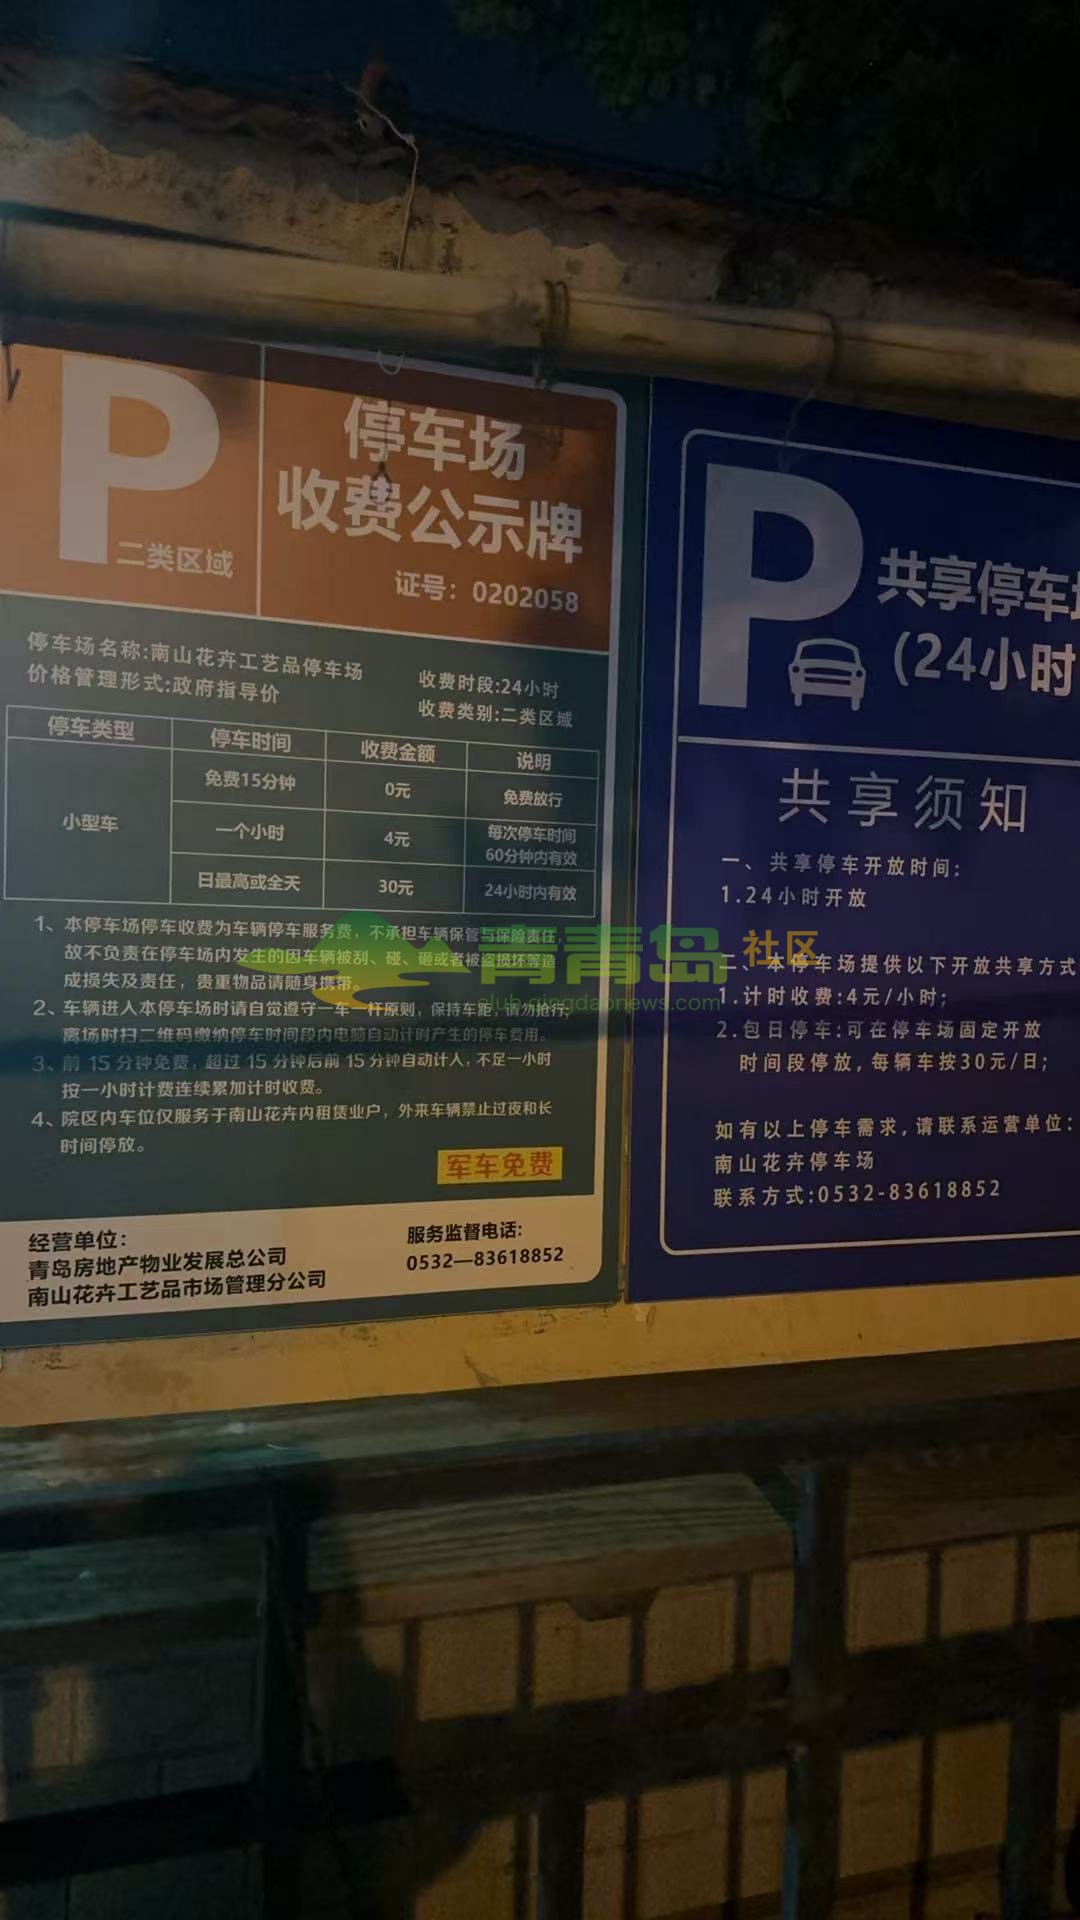 P
二类区域
停车场
收费公示牌
证号：0202058
停车场名称:南山花卉工艺品停车场
价格管理形式:政府指导价
收费时段:24小时
收费类别:二类区域
停车类型 停车时间 收费金额 说明
小型车
免费15分钟 0元 免费放行
一个小时 4元 每次停车时间
60分钟内有效
日最高或全天 30元 24小时内有效
1、本停车场停车收费为车辆停车服务费，不承担车辆保管与保险责任，
故不负责在停车场内发生的因车辆被刮、碰、砸或者被盗损坏等造
成损失及责任，贵重物品请随身携带。
2、车辆进入本停车场时请自觉遵守一车一杆原则，保持车距，请勿抢行；
离场时扫二维码缴纳停车时间段内电脑自动计时产生的停车费用。
3、前 15 分钟免费，超过 15 分钟后前 15 分钟自动计入，不足一小时
按一小时计费连续累加计时收费。
4、院区内车位仅服务于南山花卉内租赁业户，外来车辆禁止过夜和长
时间停放。
军车免费
经营单位：
青岛房地产物业发展总公司
南山花卉工艺品市场管理分公司
服务监督电话:
0532—83618852
P
共享停车场
(24小时
共享须知
一、共享停车开放时间:
1.24小时开放
二、本停车场提供以下开放共享方式
1.计时收费:4元/小时;
2.包日停车:可在停车场固定开放
时间段停放,每辆车按30元/日;
如有以上停车需求,请联系运营单位:
南山花卉停车场
联系方式:0532-83618852
青青岛社区
club.qingdaonews.com